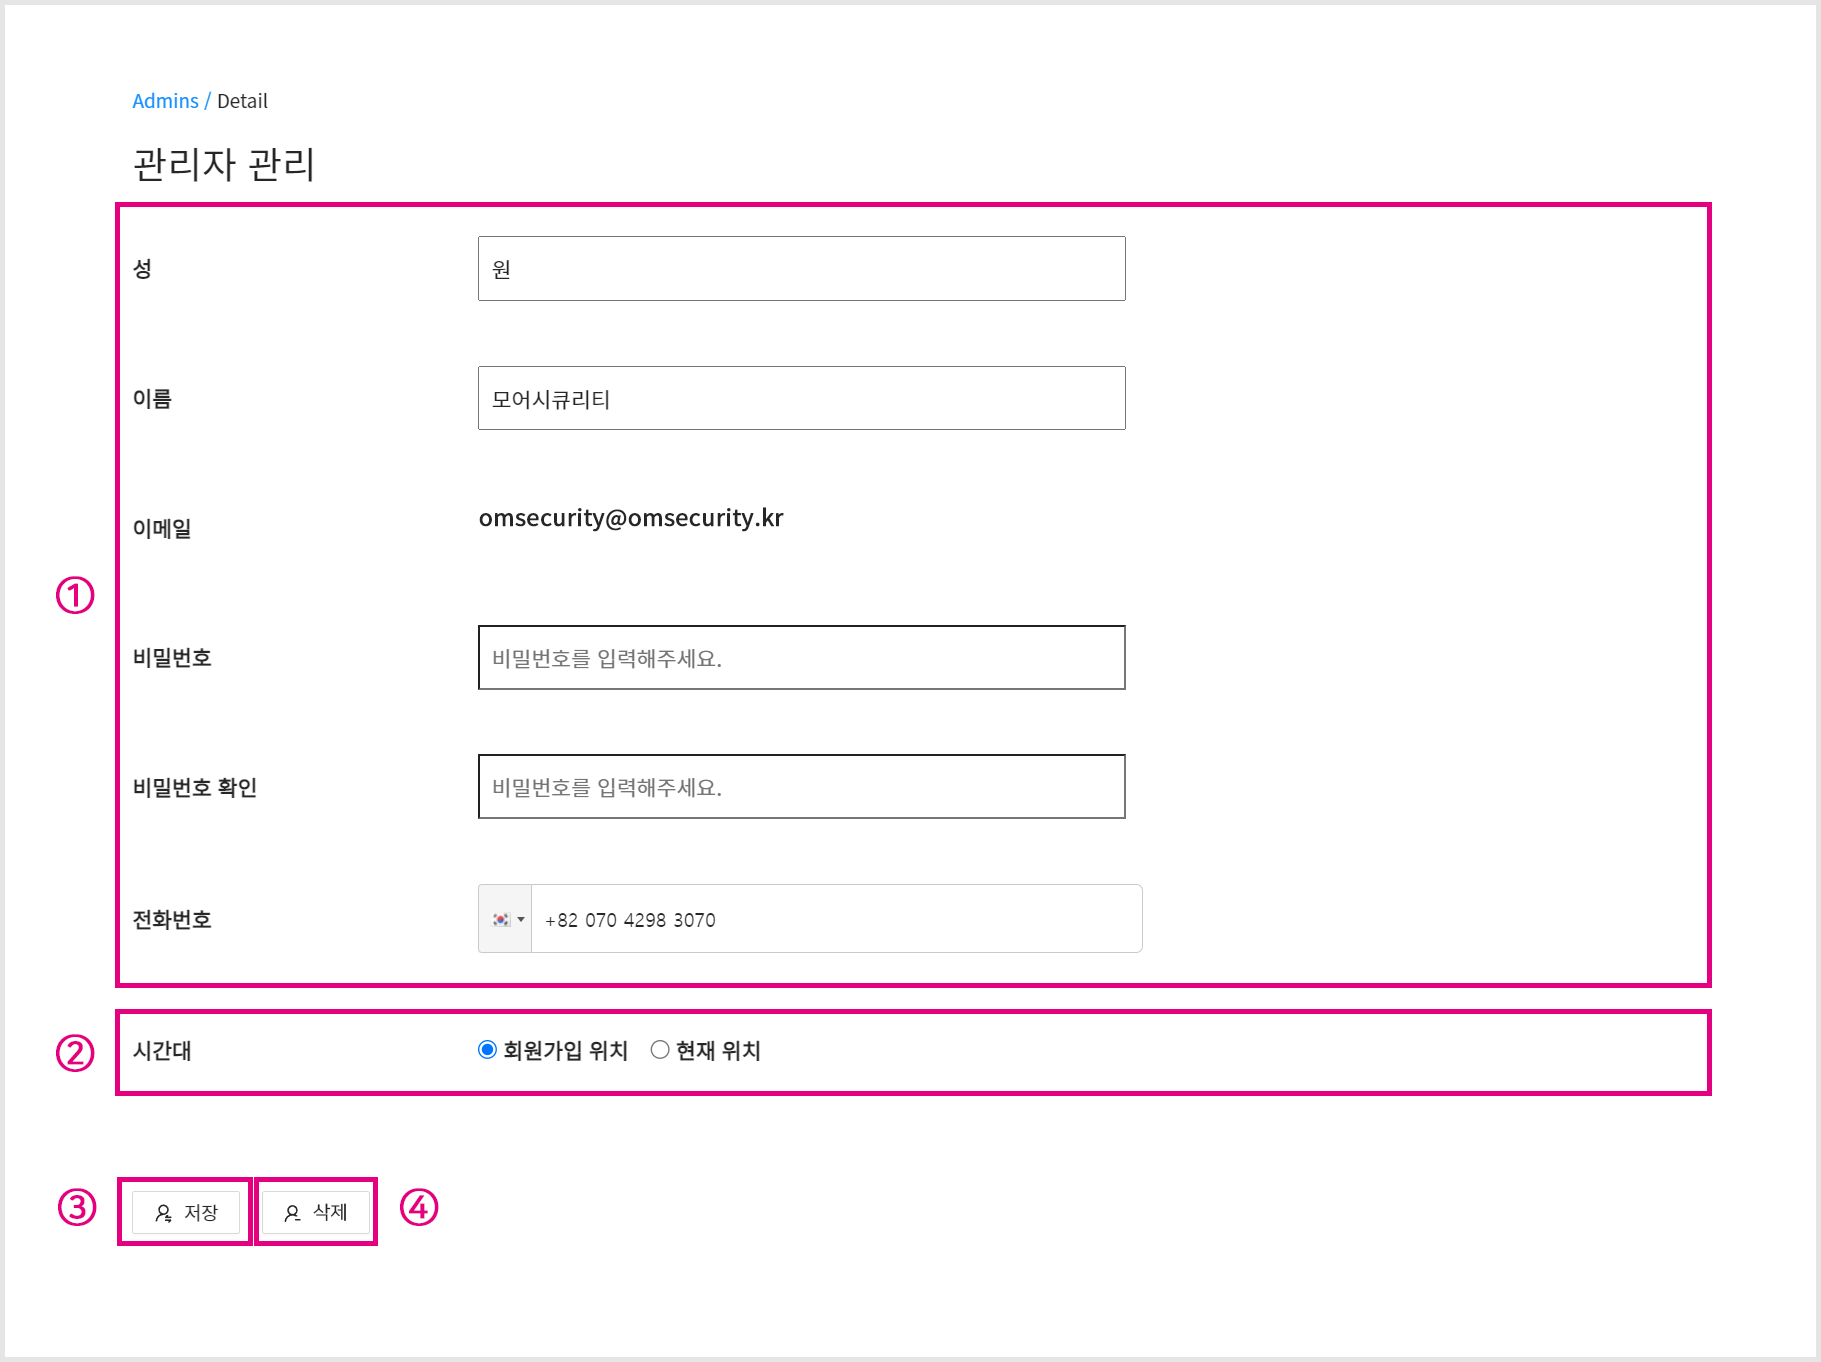 Admins / Detail
관리자 관리
성
원
이름
모어시큐리티
이메일
omsecurity@omsecurity.kr
①
비밀번호
비밀번호를 입력해주세요.
비밀번호 확인
비밀번호를 입력해주세요.
전화번호
+82 070 4298 3070
② 시간대 회원가입 위치 현재 위치
③ 저장 삭제 ④